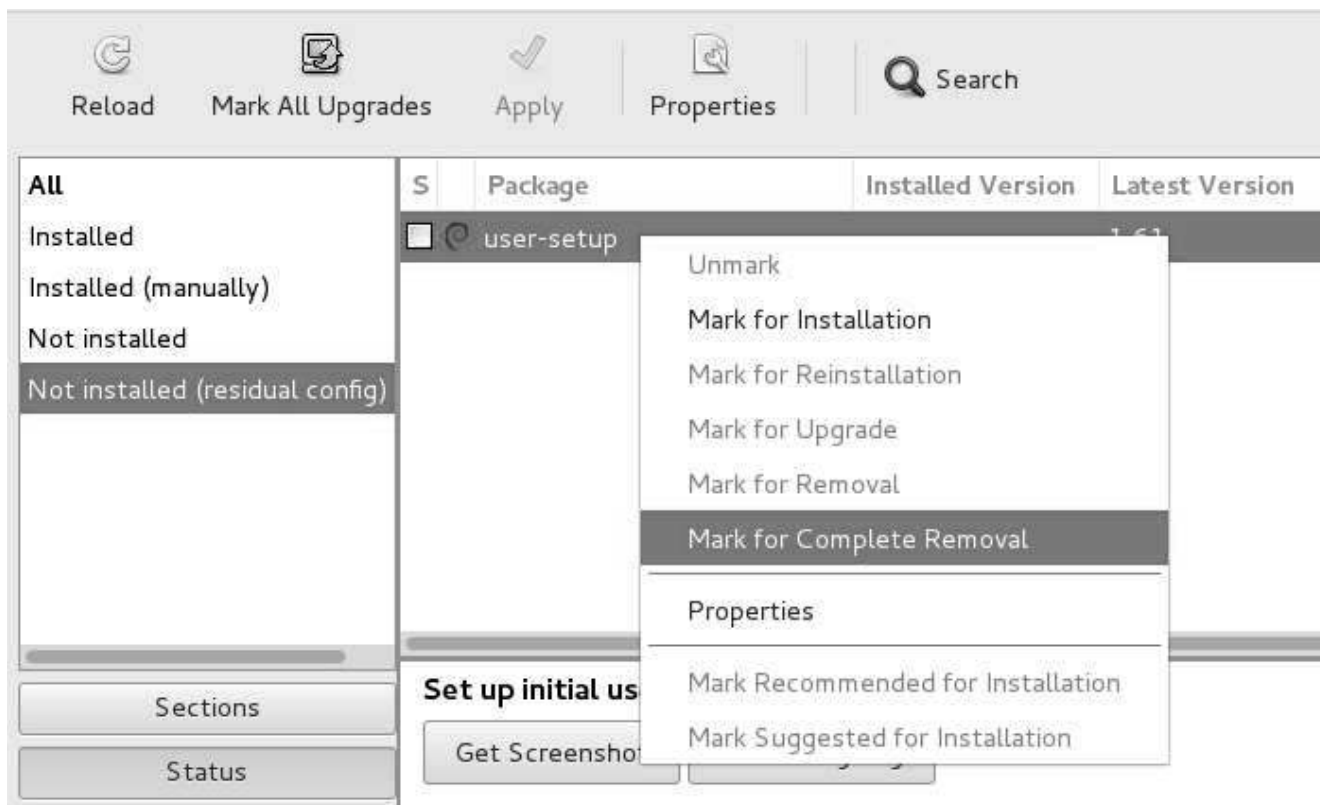 Reload
Mark All Upgrades
Apply
Properties
Search
All
Installed
Installed (manually)
Not installed
Not installed (residual config)
Sections
Status
S Package Installed Version Latest Version
user-setup
Unmark
Mark for Installation
Mark for Reinstallation
Mark for Upgrade
Mark for Removal
Mark for Complete Removal
Properties
Mark Recommended for Installation
Mark Suggested for Installation
Set up initial us
Get Screensho